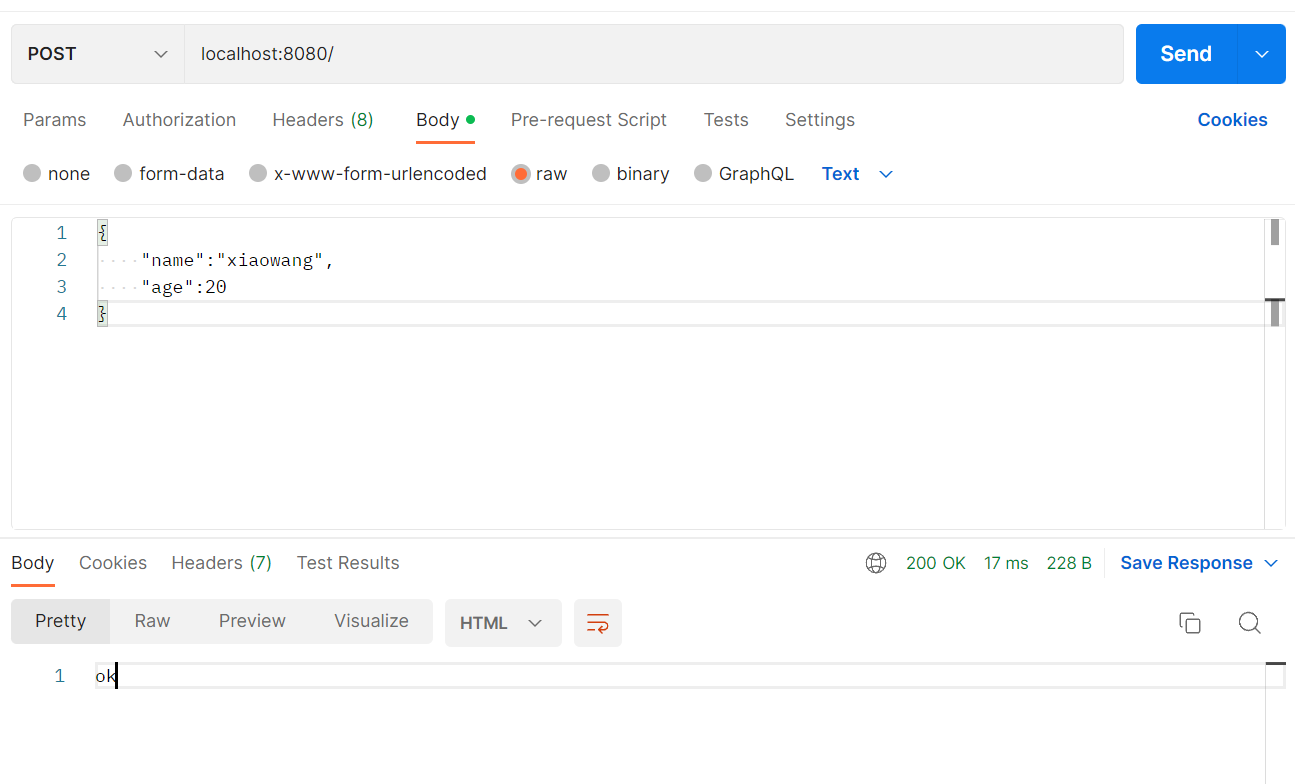 POST localhost:8080/ Send
Params Authorization Headers (8) Body Pre-request Script Tests Settings Cookies
none form-data x-www-form-urlencoded raw binary GraphQL Text
1 {
2 ····"name":"xiaowang",
3 ····"age":20
4 }
Body Cookies Headers (7) Test Results 200 OK 17 ms 228 B Save Response
Pretty Raw Preview Visualize HTML
1 ok